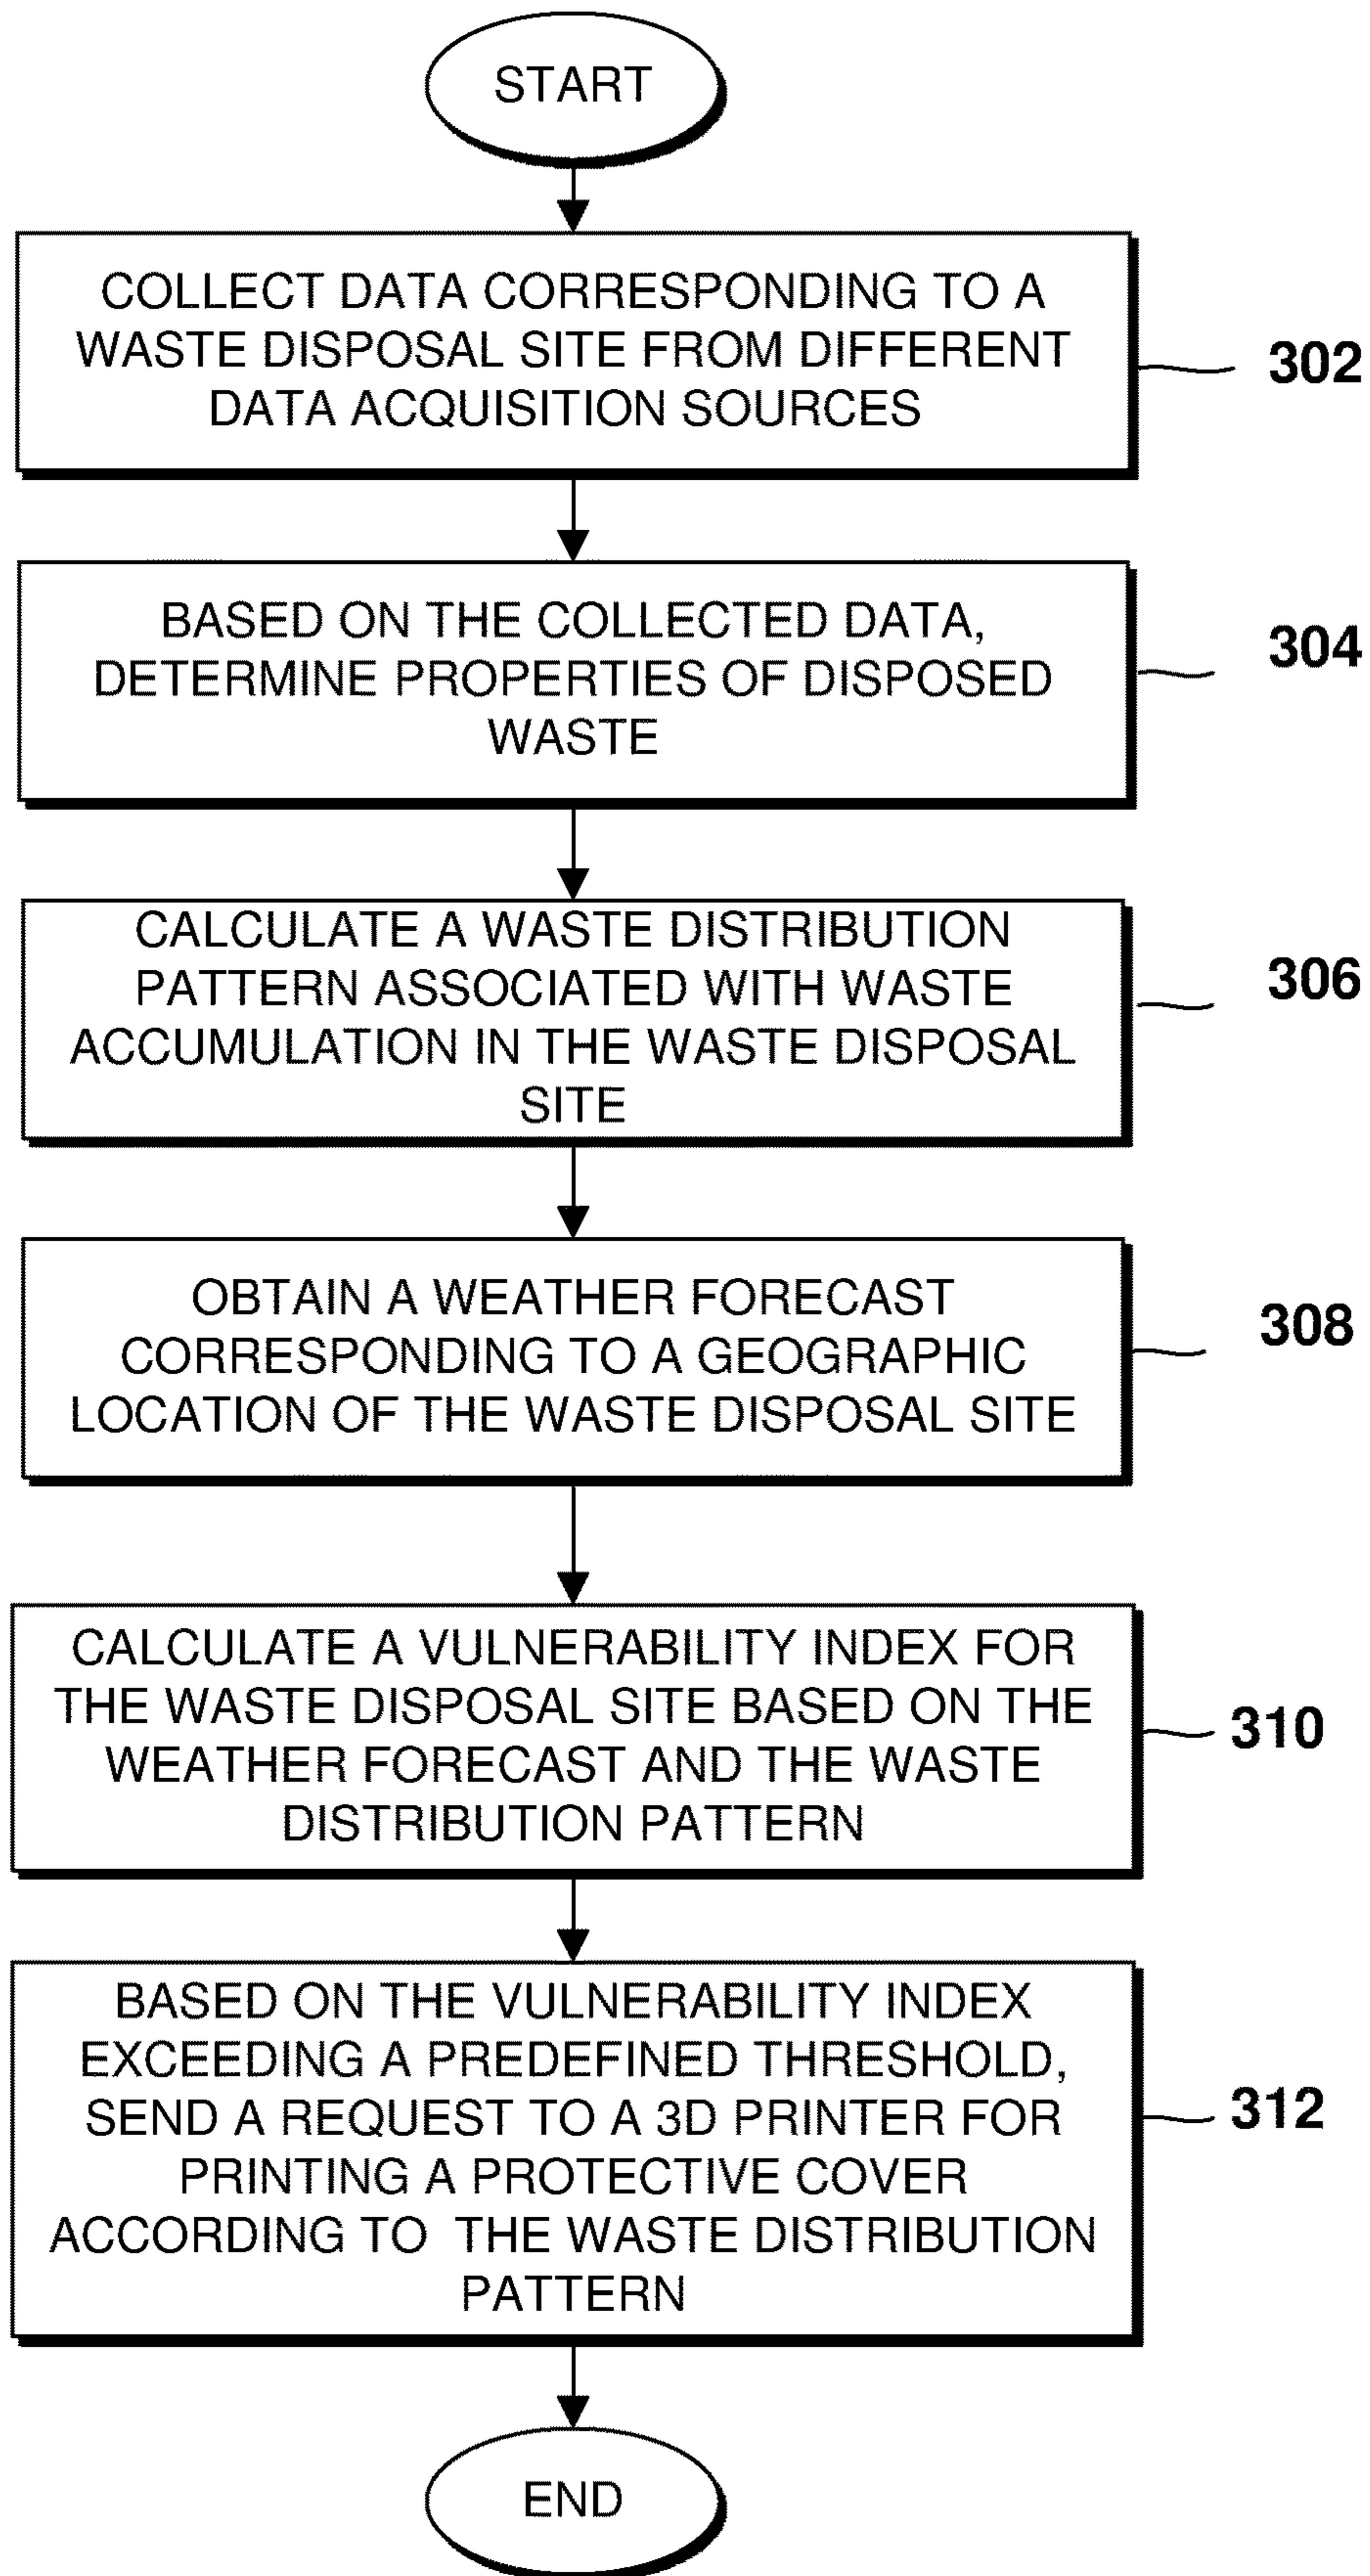 START
COLLECT DATA CORRESPONDING TO A
WASTE DISPOSAL SITE FROM DIFFERENT
DATA ACQUISITION SOURCES
302
BASED ON THE COLLECTED DATA,
DETERMINE PROPERTIES OF DISPOSED
WASTE
304
CALCULATE A WASTE DISTRIBUTION
PATTERN ASSOCIATED WITH WASTE
ACCUMULATION IN THE WASTE DISPOSAL
SITE
306
OBTAIN A WEATHER FORECAST
CORRESPONDING TO A GEOGRAPHIC
LOCATION OF THE WASTE DISPOSAL SITE
308
CALCULATE A VULNERABILITY INDEX FOR
THE WASTE DISPOSAL SITE BASED ON THE
WEATHER FORECAST AND THE WASTE
DISTRIBUTION PATTERN
310
BASED ON THE VULNERABILITY INDEX
EXCEEDING A PREDEFINED THRESHOLD,
SEND A REQUEST TO A 3D PRINTER FOR
PRINTING A PROTECTIVE COVER
ACCORDING TO THE WASTE DISTRIBUTION
PATTERN
312
END